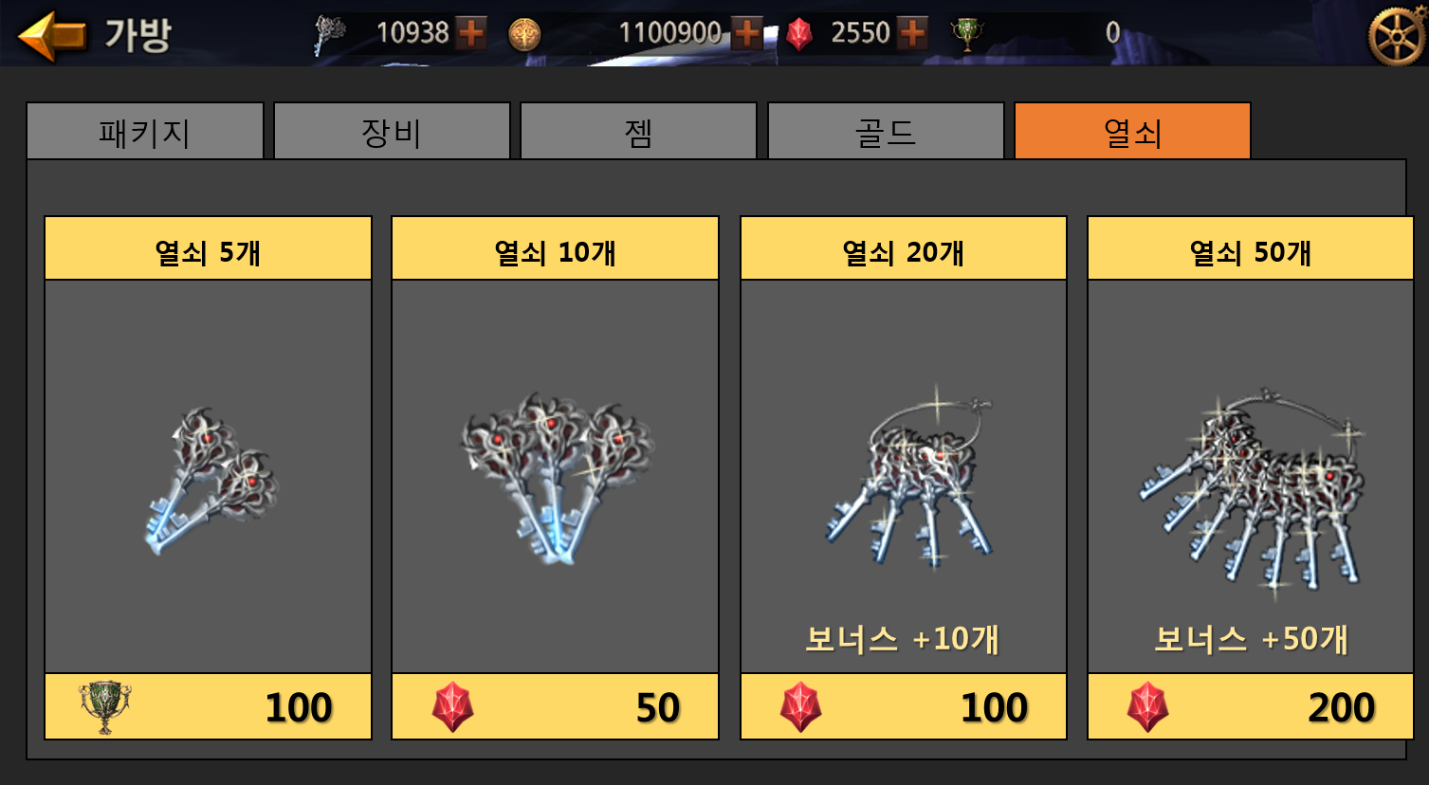 가방 10938 1100900 2550 0
패키지 장비 젬 골드 열쇠
열쇠 5개 열쇠 10개 열쇠 20개 열쇠 50개
보너스 +10개 보너스 +50개
100 50 100 200